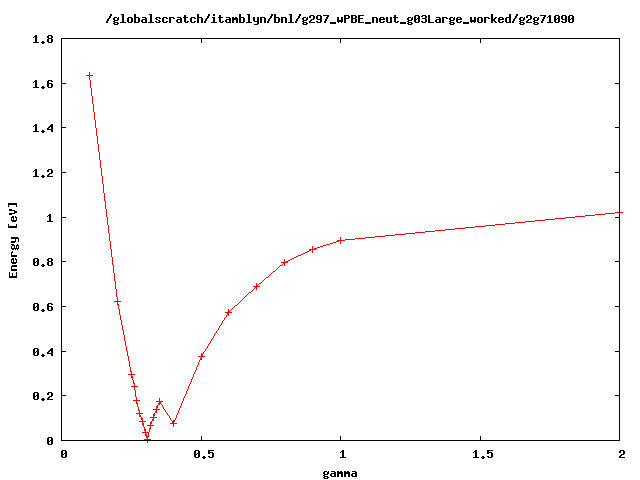 /globalscratch/itamblyn/bnl/g297_wPBE_neut_g03Large_worked/g2g71090
1.8
1.6
1.4
1.2
1
0.8
0.6
0.4
0.2
0
Energy [eV]
0 0.5 1 1.5 2
gamma